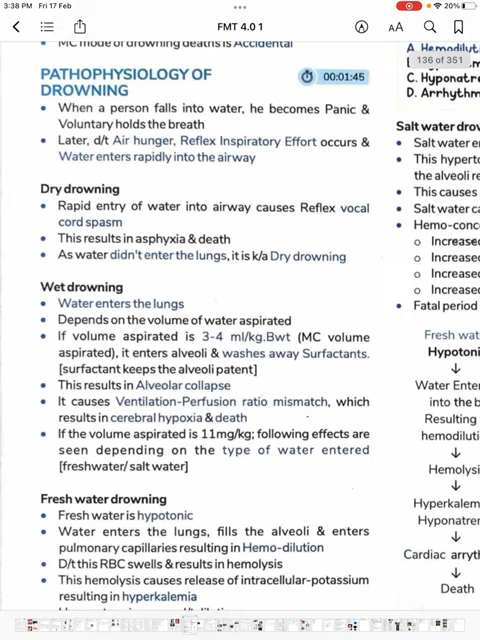 3:38 PM Fri 17 Feb
20%
FMT 4.0 1
AA
MC mode of drowning deaths is Accidental
PATHOPHYSIOLOGY OF
DROWNING
00:01:45
• When a person falls into water, he becomes Panic &
Voluntary holds the breath
• Later, d/t Air hunger, Reflex Inspiratory Effort occurs &
Water enters rapidly into the airway
Dry drowning
• Rapid entry of water into airway causes Reflex vocal
cord spasm
• This results in asphyxia & death
• As water didn't enter the lungs, it is k/a Dry drowning
Wet drowning
• Water enters the lungs
• Depends on the volume of water aspirated
• If volume aspirated is 3-4 ml/kg.Bwt (MC volume
aspirated), it enters alveoli & washes away Surfactants.
[surfactant keeps the alveoli patent]
• This results in Alveolar collapse
• It causes Ventilation-Perfusion ratio mismatch, which
results in cerebral hypoxia & death
• If the volume aspirated is 11mg/kg; following effects are
seen depending on the type of water entered
[freshwater/ salt water]
Fresh water drowning
• Fresh water is hypotonic
• Water enters the lungs, fills the alveoli & enters
pulmonary capillaries resulting in Hemo-dilution
• D/t this RBC swells & results in hemolysis
• This hemolysis causes release of intracellular-potassium
resulting in hyperkalemia
A. Hemodiluti
136 of 351
C. Hyponatre
D. Arrhythm
Salt water drow
• Salt water e
• This hyperto
the alveoli re
• This causes
• Salt water ca
• Hemo-conc
o Increased
o Increased
o Increased
o Increased
• Fatal period
Fresh wate
Hypotoni
↓
Water Enter
into the b
Resulting
hemodiluti
↓
Hemolysi
↓
Hyperkalem
Hyponatrer
↓
Cardiac arryth
↓
Death